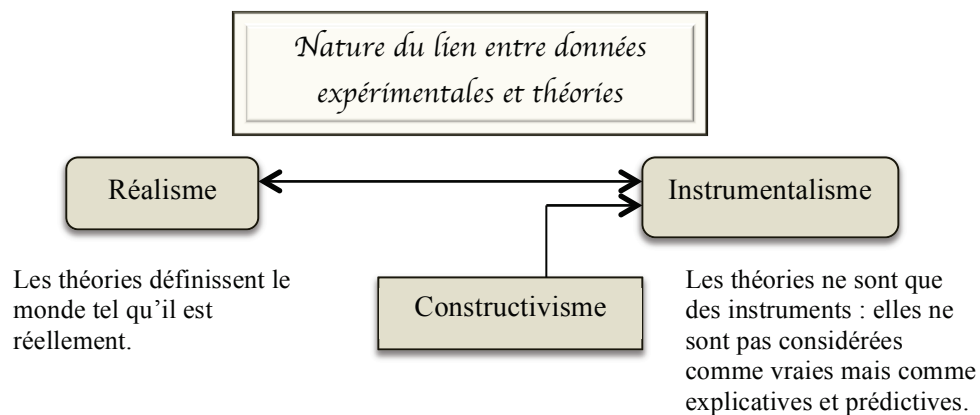 Nature du lien entre données
expérimentales et théories
Réalisme
Instrumentalisme
Les théories définissent le
monde tel qu’il est
réellement.
Constructivisme
Les théories ne sont que
des instruments : elles ne
sont pas considérées
comme vraies mais comme
explicatives et prédictives.